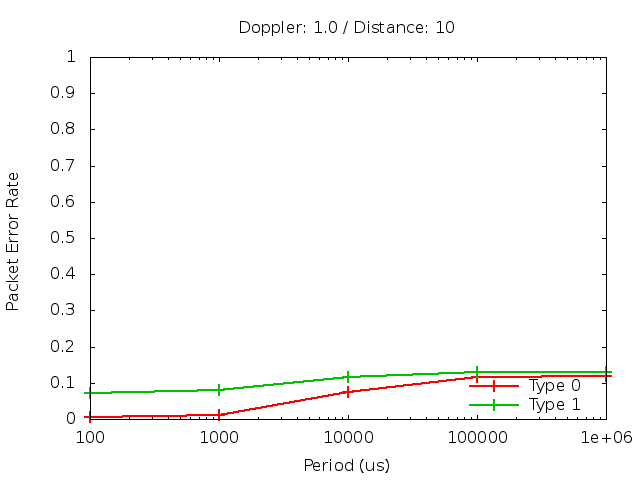 Doppler: 1.0 / Distance: 10
1
0.9
0.8
0.7
0.6
0.5
0.4
0.3
0.2
0.1
0
Packet Error Rate
Type 0
Type 1
100 1000 10000 100000 1e+06
Period (us)